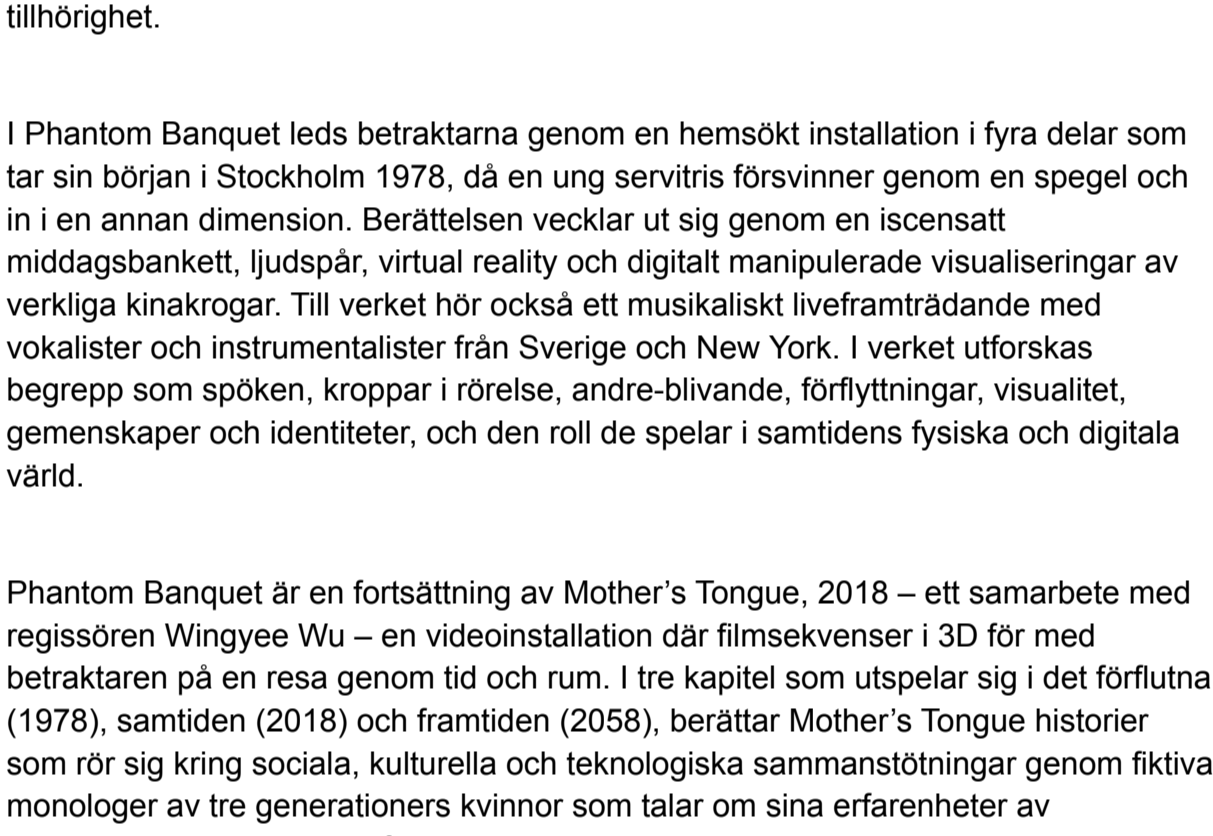 tillhörighet.
I Phantom Banquet leds betraktarna genom en hemsökt installation i fyra delar som
tar sin början i Stockholm 1978, då en ung servitris försvinner genom en spegel och
in i en annan dimension. Berättelsen vecklar ut sig genom en iscensatt
middagsbankett, ljudspår, virtual reality och digitalt manipulerade visualiseringar av
verkliga kinakrogar. Till verket hör också ett musikaliskt liveframträdande med
vokalister och instrumentalister från Sverige och New York. I verket utforskas
begrepp som spöken, kroppar i rörelse, andre-blivande, förflyttningar, visualitet,
gemenskaper och identiteter, och den roll de spelar i samtidens fysiska och digitala
värld.
Phantom Banquet är en fortsättning av Mother’s Tongue, 2018 – ett samarbete med
regissören Wingyee Wu – en videoinstallation där filmsekvenser i 3D för med
betraktaren på en resa genom tid och rum. I tre kapitel som utspelar sig i det förflutna
(1978), samtiden (2018) och framtiden (2058), berättar Mother’s Tongue historier
som rör sig kring sociala, kulturella och teknologiska sammanstötningar genom fiktiva
monologer av tre generationers kvinnor som talar om sina erfarenheter av